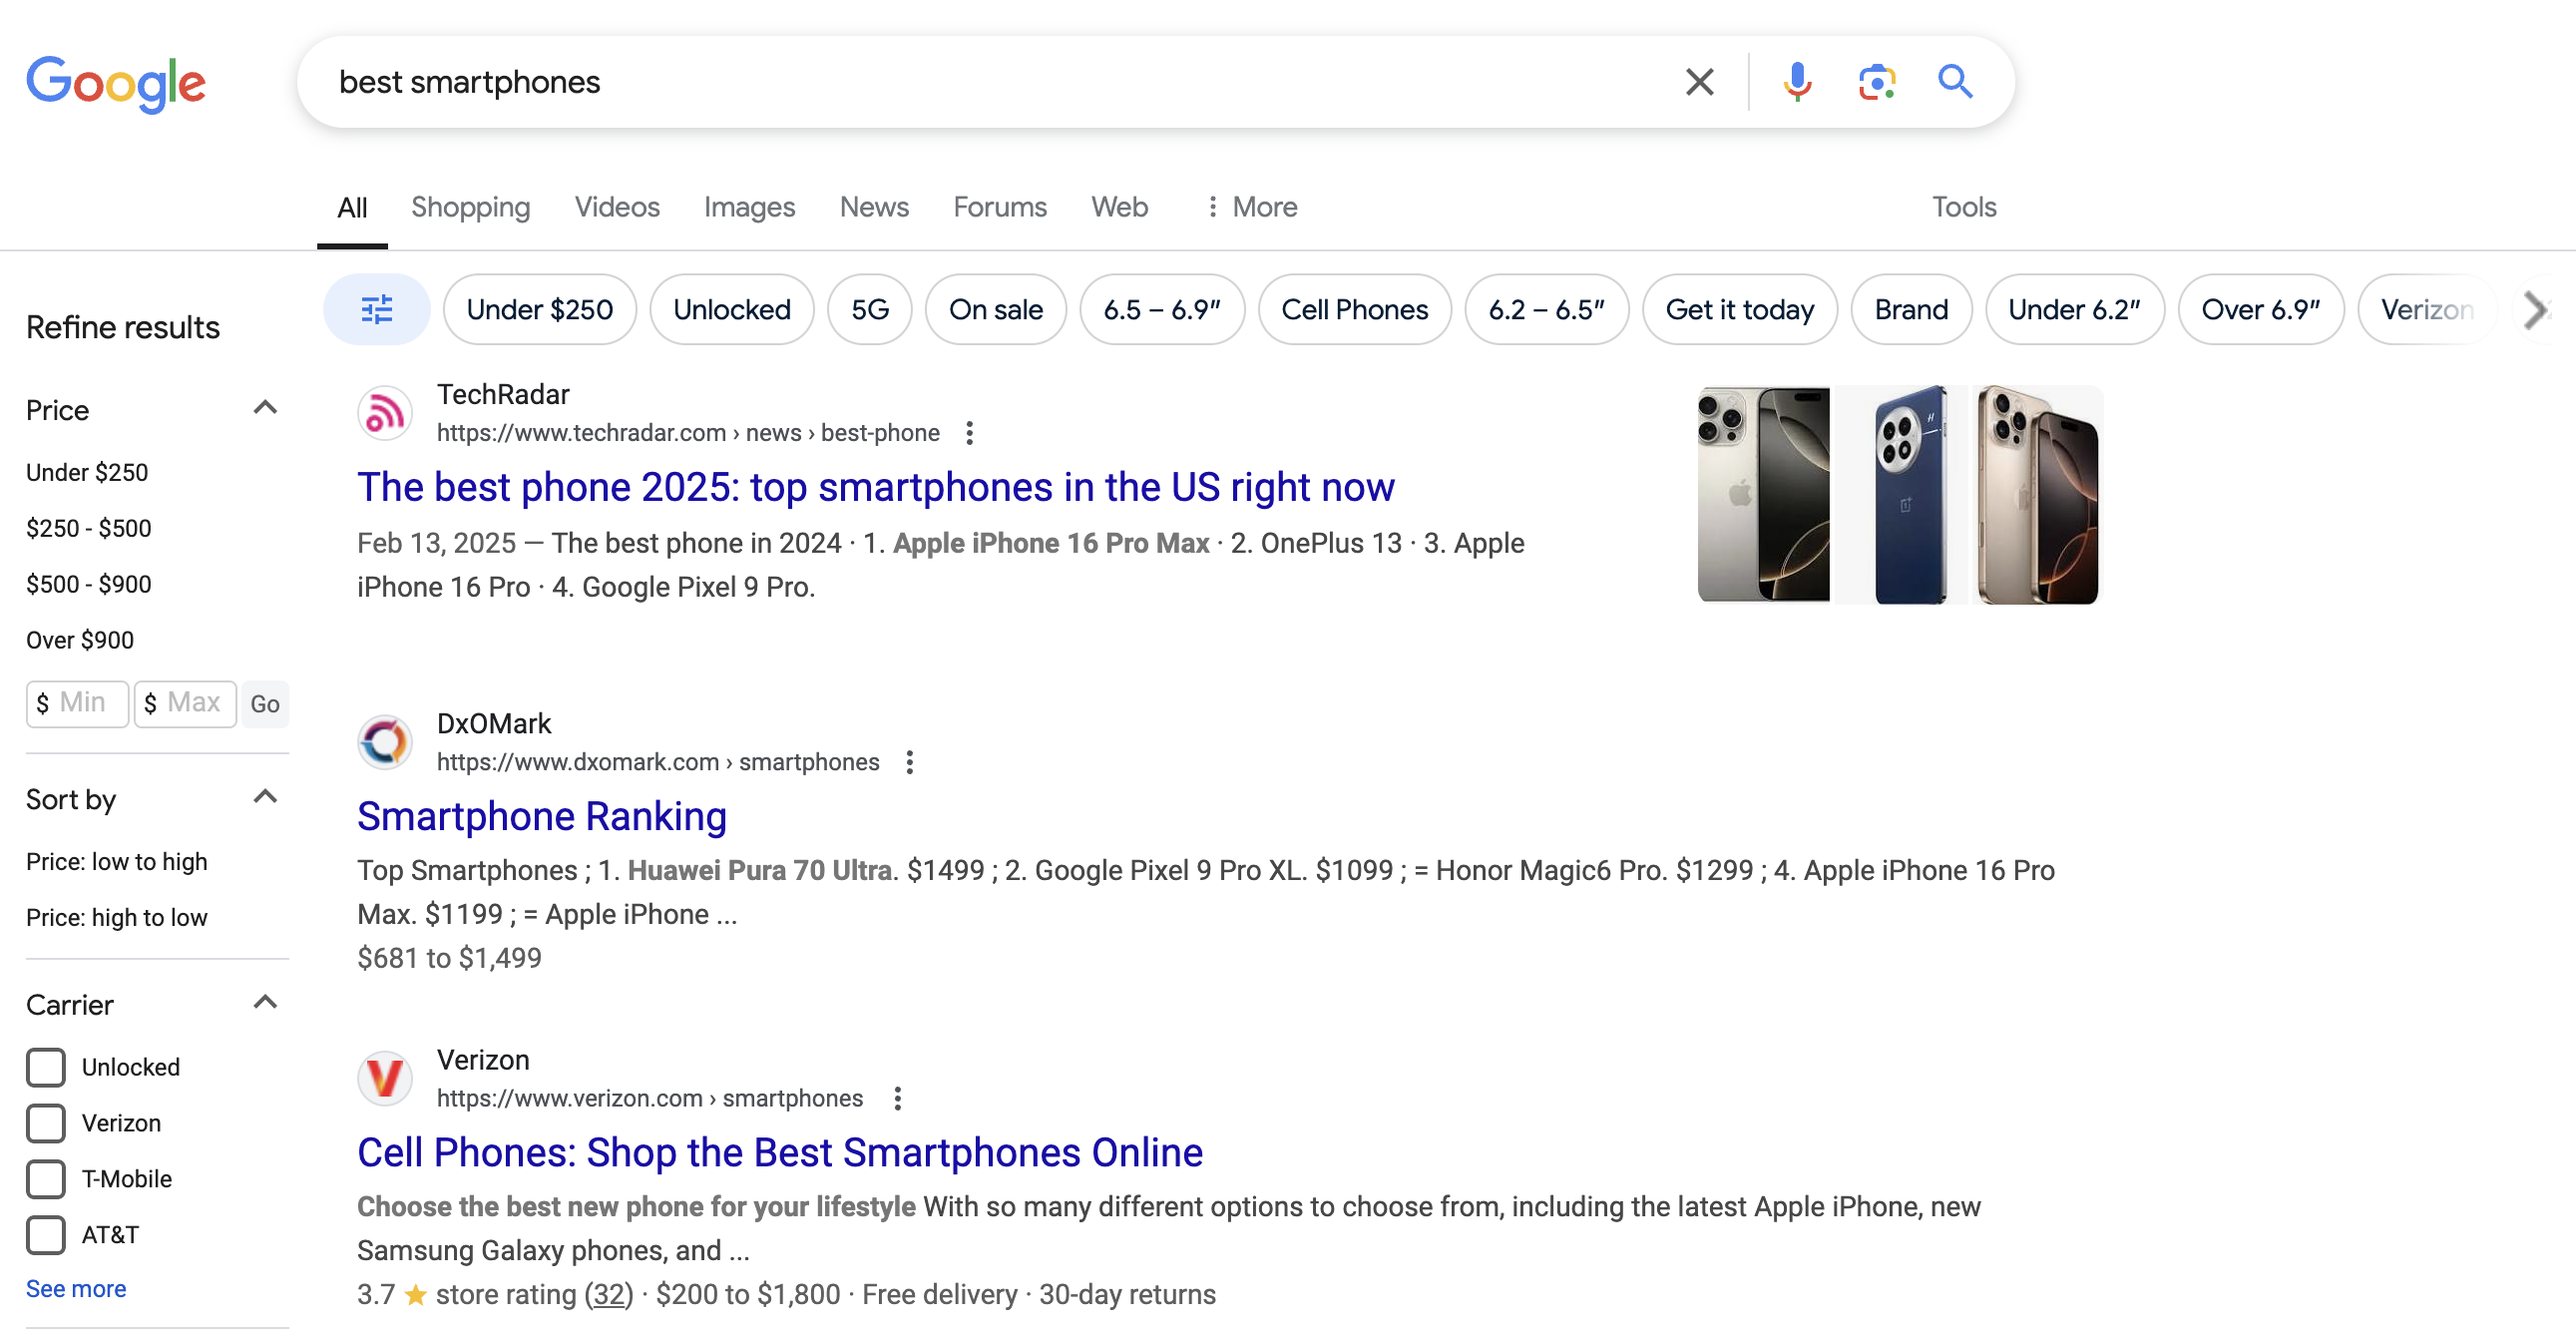 Google
best smartphones
All Shopping Videos Images News Forums Web More Tools
Under $250 Unlocked 5G On sale 6.5 – 6.9″ Cell Phones 6.2 – 6.5″ Get it today Brand Under 6.2″ Over 6.9″ Verizon
Refine results
Price
Under $250
$250 - $500
$500 - $900
Over $900
$ Min $ Max Go
Sort by
Price: low to high
Price: high to low
Carrier
Unlocked
Verizon
T-Mobile
AT&T
See more
TechRadar
https://www.techradar.com › news › best-phone
The best phone 2025: top smartphones in the US right now
Feb 13, 2025 — The best phone in 2024 · 1. Apple iPhone 16 Pro Max · 2. OnePlus 13 · 3. Apple
iPhone 16 Pro · 4. Google Pixel 9 Pro.
DxOMark
https://www.dxomark.com › smartphones
Smartphone Ranking
Top Smartphones ; 1. Huawei Pura 70 Ultra. $1499 ; 2. Google Pixel 9 Pro XL. $1099 ; = Honor Magic6 Pro. $1299 ; 4. Apple iPhone 16 Pro
Max. $1199 ; = Apple iPhone ...
$681 to $1,499
Verizon
https://www.verizon.com › smartphones
Cell Phones: Shop the Best Smartphones Online
Choose the best new phone for your lifestyle With so many different options to choose from, including the latest Apple iPhone, new
Samsung Galaxy phones, and ...
3.7 ★ store rating (32) · $200 to $1,800 · Free delivery · 30-day returns